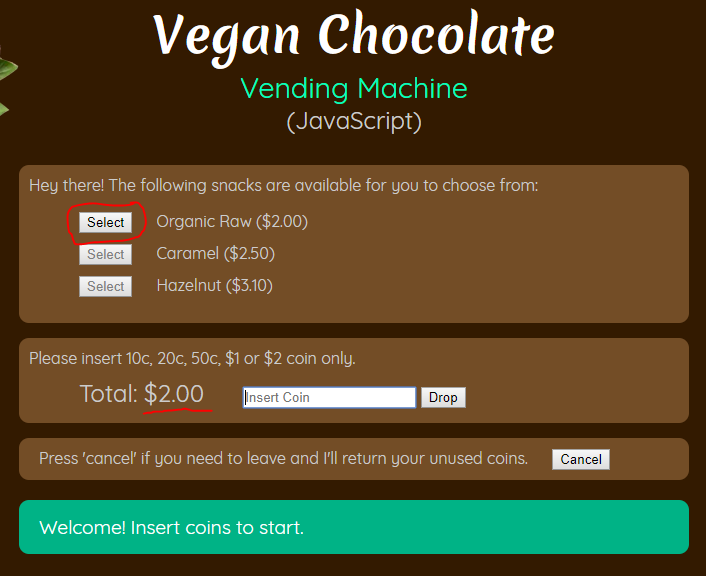 Vegan Chocolate
Vending Machine
(JavaScript)
Hey there! The following snacks are available for you to choose from:
Select Organic Raw ($2.00)
Select Caramel ($2.50)
Select Hazelnut ($3.10)
Please insert 10c, 20c, 50c, $1 or $2 coin only.
Total: $2.00 Insert Coin Drop
Press 'cancel' if you need to leave and I'll return your unused coins. Cancel
Welcome! Insert coins to start.